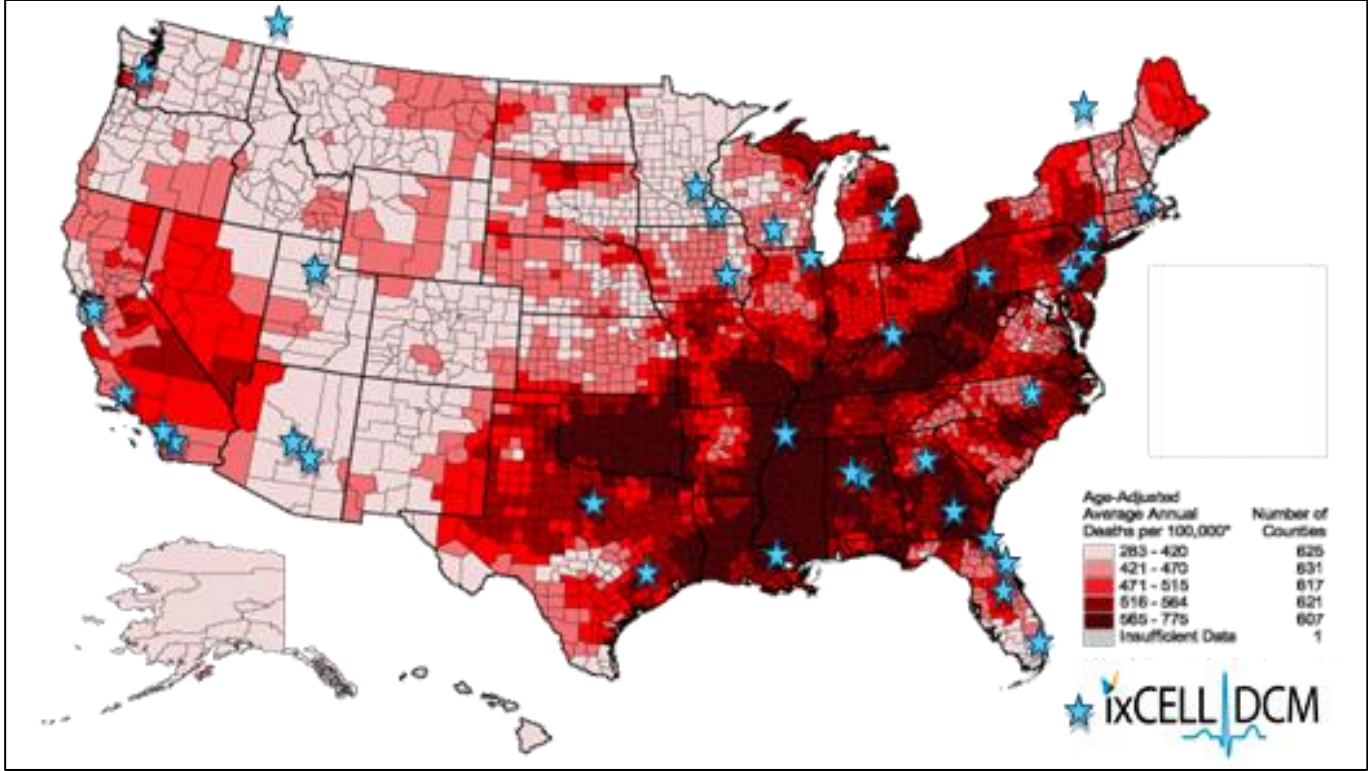 Age-Adjusted
Average Annual Number of
Deaths per 100,000* Counties
283 - 420 625
421 - 470 631
471 - 515 617
516 - 564 621
565 - 775 607
Insufficient Data 1
ixCELL DCM